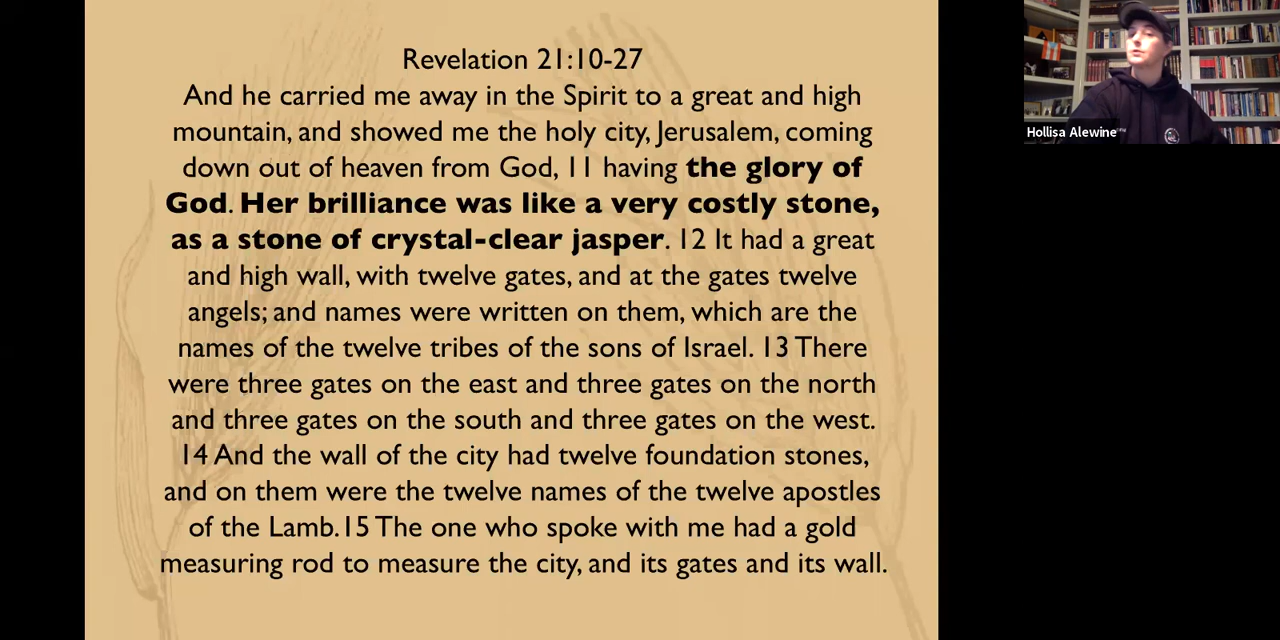 Revelation 21:10-27
And he carried me away in the Spirit to a great and high
mountain, and showed me the holy city, Jerusalem, coming
down out of heaven from God, 11 having the glory of
God. Her brilliance was like a very costly stone,
as a stone of crystal-clear jasper. 12 It had a great
and high wall, with twelve gates, and at the gates twelve
angels; and names were written on them, which are the
names of the twelve tribes of the sons of Israel. 13 There
were three gates on the east and three gates on the north
and three gates on the south and three gates on the west.
14 And the wall of the city had twelve foundation stones,
and on them were the twelve names of the twelve apostles
of the Lamb.15 The one who spoke with me had a gold
measuring rod to measure the city, and its gates and its wall.
Hollisa Alewine